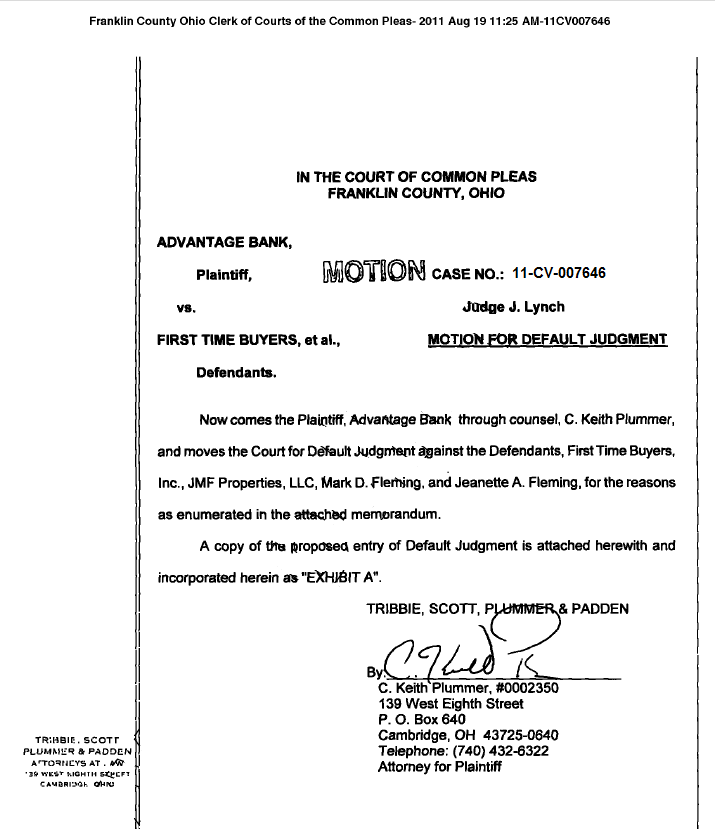 Franklin County Ohio Clerk of Courts of the Common Pleas- 2011 Aug 19 11:25 AM-11CV007646
IN THE COURT OF COMMON PLEAS
FRANKLIN COUNTY, OHIO
ADVANTAGE BANK,
Plaintiff,
MOTION CASE NO.: 11-CV-007646
vs.
Judge J. Lynch
FIRST TIME BUYERS, et al.,
MOTION FOR DEFAULT JUDGMENT
Defendants.
Now comes the Plaintiff, Advantage Bank through counsel, C. Keith Plummer,
and moves the Court for Default Judgment against the Defendants, First Time Buyers,
Inc., JMF Properties, LLC, Mark D. Fleming, and Jeanette A. Fleming, for the reasons
as enumerated in the attached memorandum.
A copy of the proposed entry of Default Judgment is attached herewith and
incorporated herein as "EXHIBIT A".
TRIBBIE, SCOTT, PLUMMER & PADDEN
By:
C. Keith Plummer, #0002350
139 West Eighth Street
P. O. Box 640
Cambridge, OH 43725-0640
Telephone: (740) 432-6322
Attorney for Plaintiff
TRIBBIE, SCOTT
PLUMMER & PADDEN
ATTORNEYS AT
139 WEST EIGHTH STREET
CAMBRIDGE OHIO